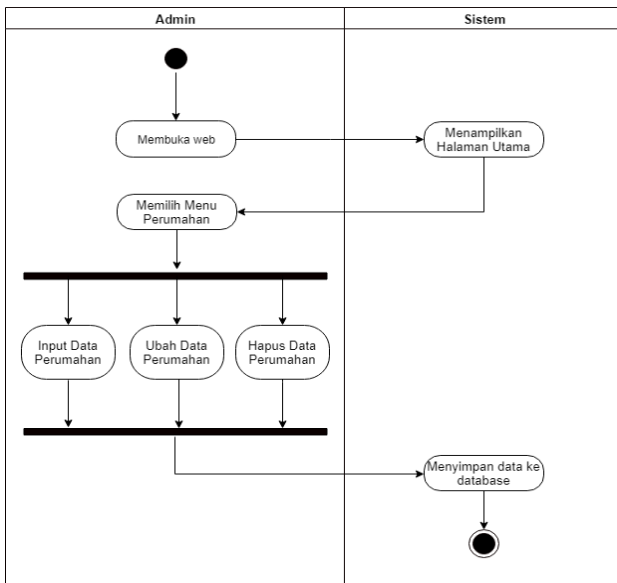 Admin
Sistem
Membuka web
Menampilkan
Halaman Utama
Memilih Menu
Perumahan
Input Data
Perumahan
Ubah Data
Perumahan
Hapus Data
Perumahan
Menyimpan data ke
database